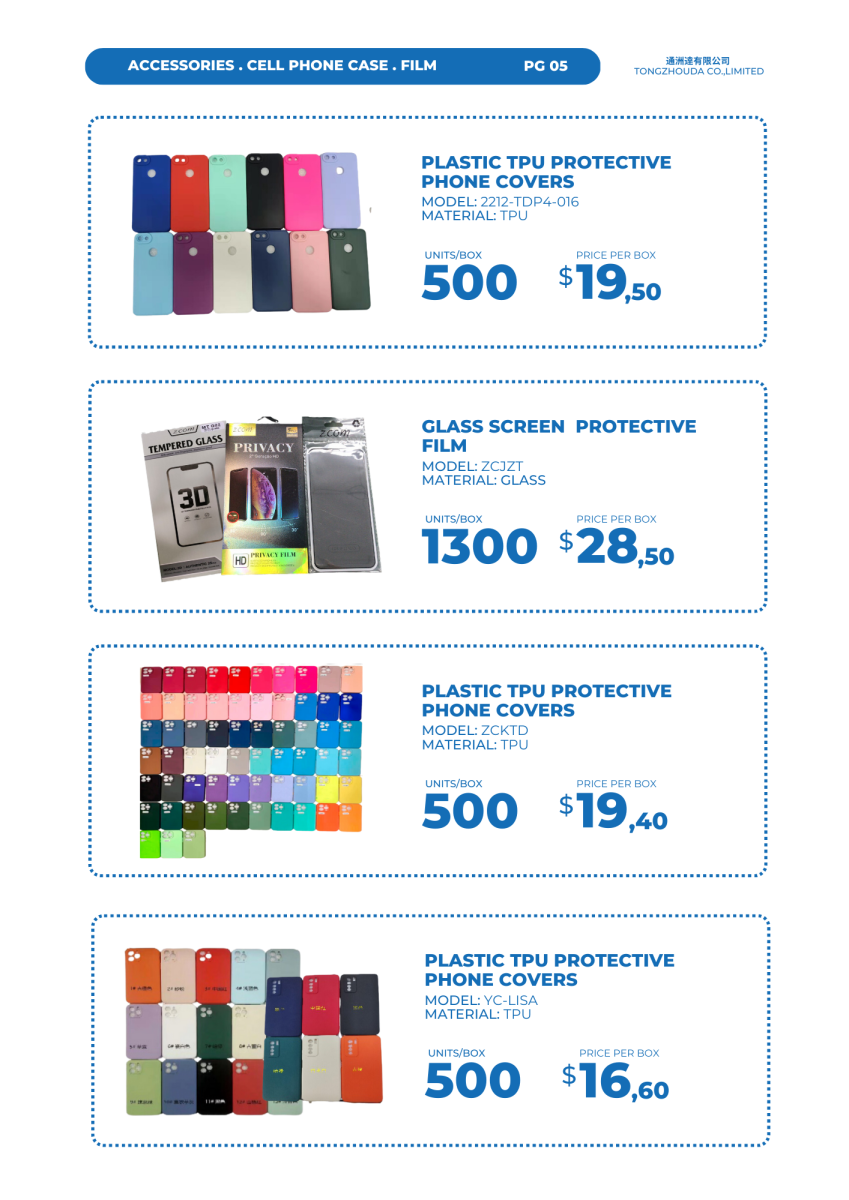 ACCESSORIES . CELL PHONE CASE . FILM
PG 05
通洲達有限公司
TONGZHOUDA CO.,LIMITED
PLASTIC TPU PROTECTIVE
PHONE COVERS
MODEL: 2212-TDP4-016
MATERIAL: TPU
UNITS/BOX
PRICE PER BOX
500
$19,50
TEMPERED GLASS
3D
ZCOM
PRIVACY
HD
PRIVACY FILM
GLASS SCREEN PROTECTIVE
FILM
MODEL: ZCJZT
MATERIAL: GLASS
UNITS/BOX
PRICE PER BOX
1300
$28,50
PLASTIC TPU PROTECTIVE
PHONE COVERS
MODEL: ZCKTD
MATERIAL: TPU
UNITS/BOX
PRICE PER BOX
500
$19,40
PLASTIC TPU PROTECTIVE
PHONE COVERS
MODEL: YC-LISA
MATERIAL: TPU
UNITS/BOX
PRICE PER BOX
500
$16,60